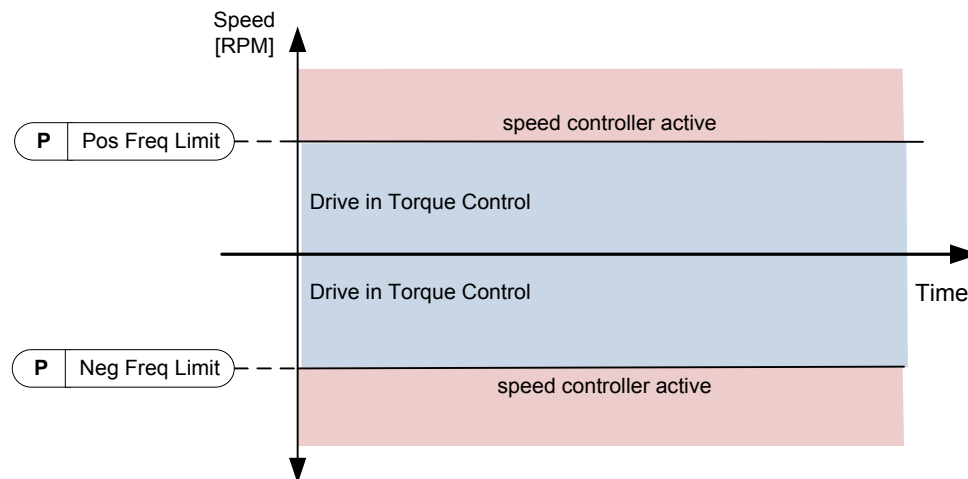 Speed
[RPM]
speed controller active
P Pos Freq Limit
Drive in Torque Control
Drive in Torque Control
Time
P Neg Freq Limit
speed controller active